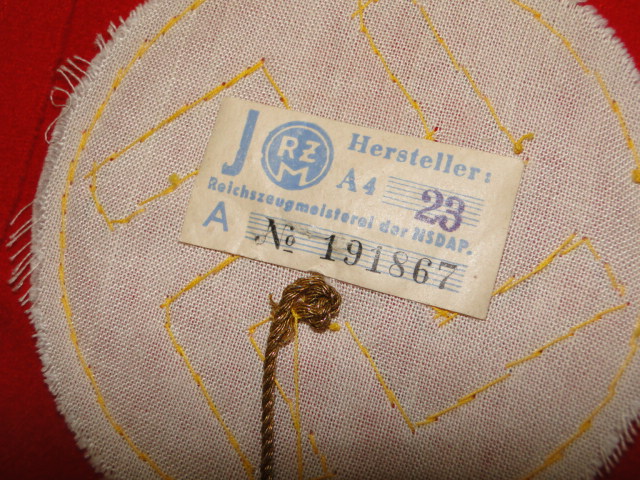 J RZM Hersteller:
A4 23
Reichszeugmeisterei der NSDAP.
A № 191867